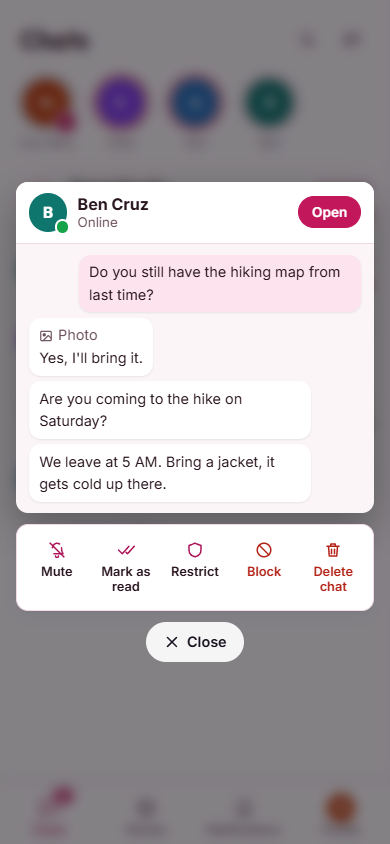 Chats
B
Ben Cruz
Online
Open
Do you still have the hiking map from
last time?
Photo
Yes, I'll bring it.
Are you coming to the hike on
Saturday?
We leave at 5 AM. Bring a jacket, it
gets cold up there.
Mute
Mark as
read
Restrict
Block
Delete
chat
Close